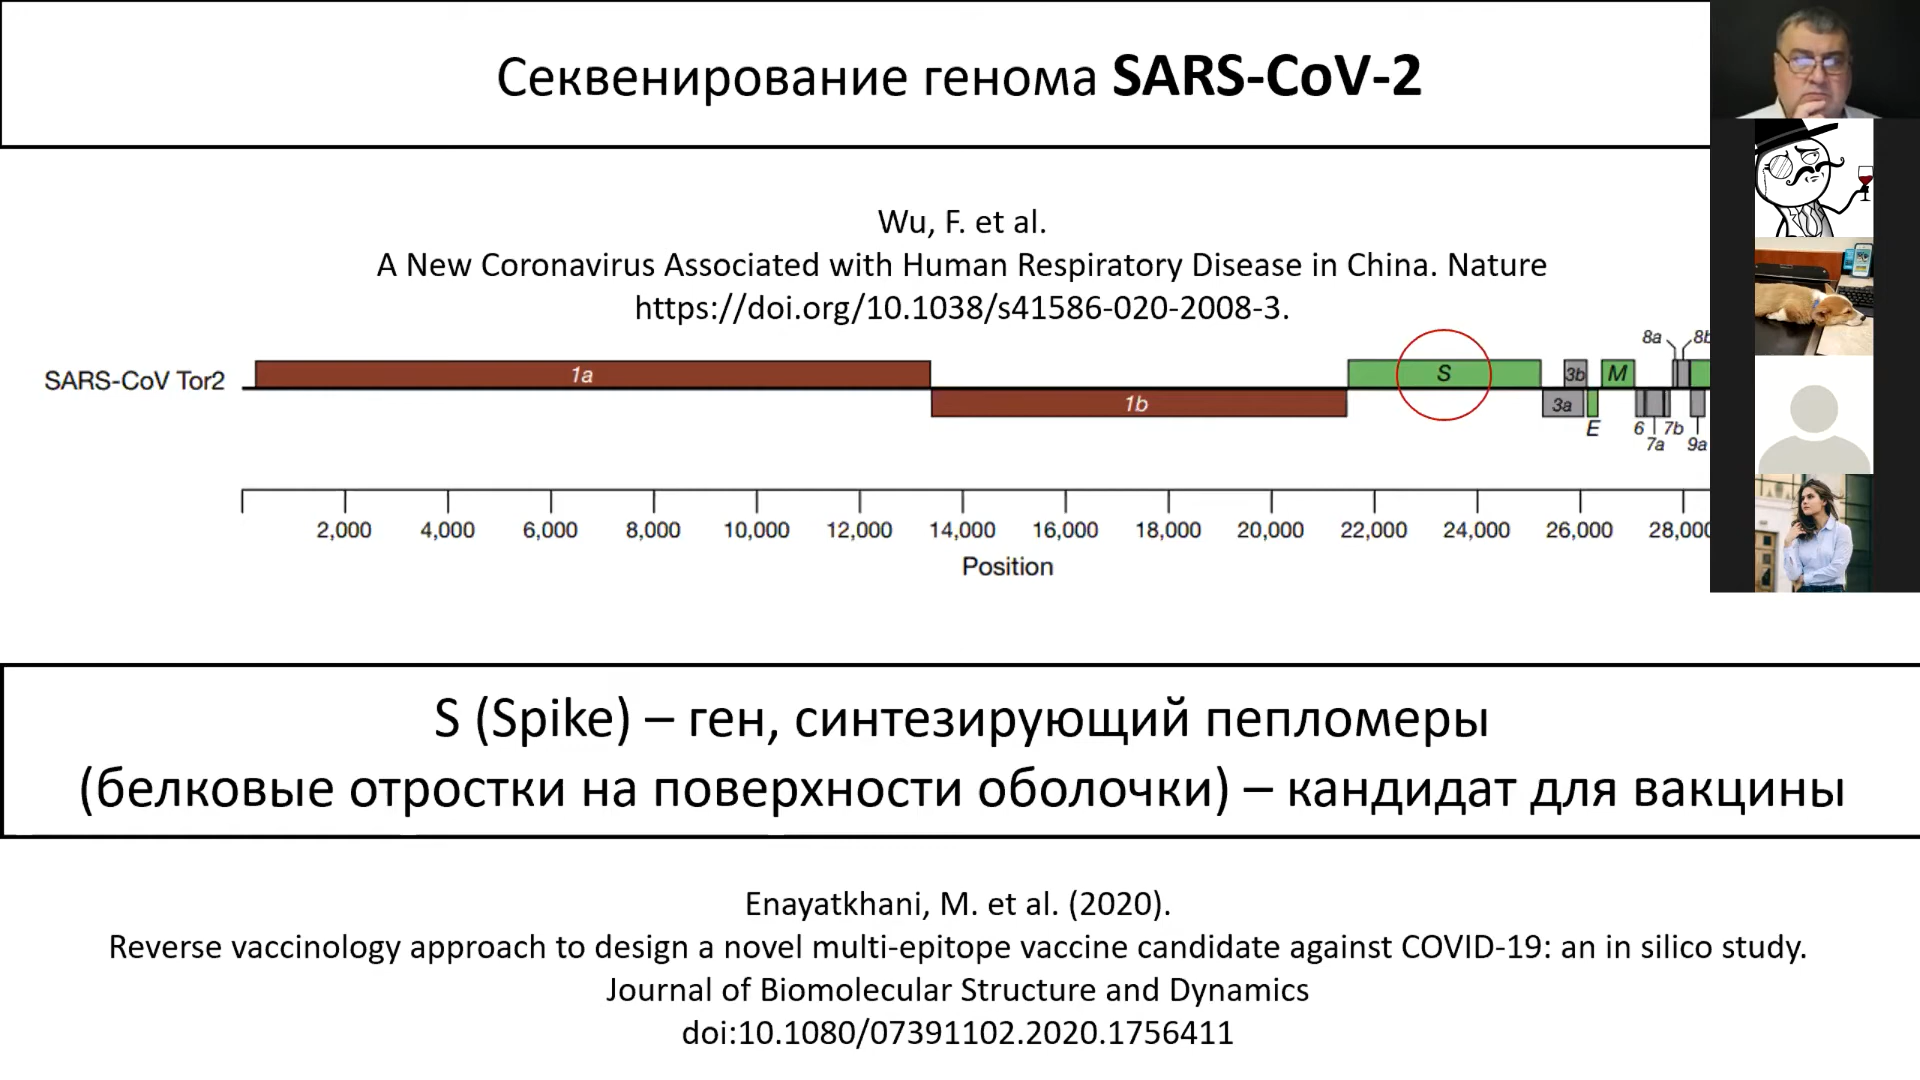 Секвенирование генома SARS-CoV-2
Wu, F. et al.
A New Coronavirus Associated with Human Respiratory Disease in China. Nature
https://doi.org/10.1038/s41586-020-2008-3.
8a 8b
SARS-CoV Tor2 1a S 3b M
1b 3a
E 6 7b
7a 9a
2,000 4,000 6,000 8,000 10,000 12,000 14,000 16,000 18,000 20,000 22,000 24,000 26,000 28,000
Position
S (Spike) – ген, синтезирующий пепломеры
(белковые отростки на поверхности оболочки) – кандидат для вакцины
Enayatkhani, M. et al. (2020).
Reverse vaccinology approach to design a novel multi-epitope vaccine candidate against COVID-19: an in silico study.
Journal of Biomolecular Structure and Dynamics
doi:10.1080/07391102.2020.1756411